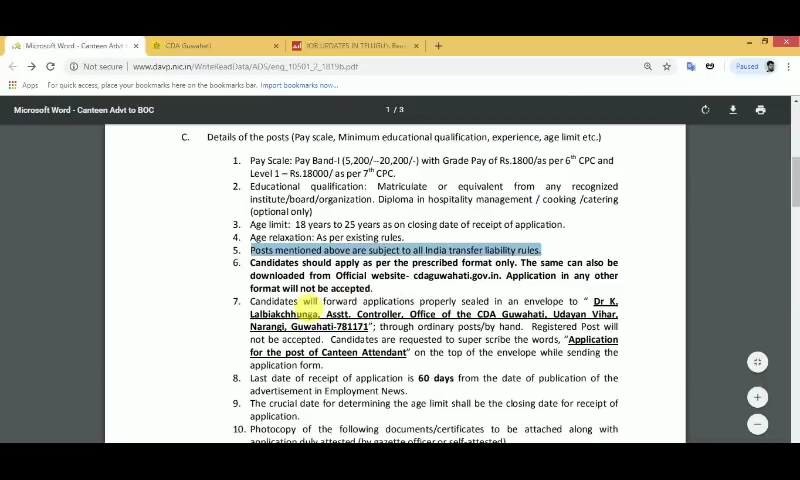 Microsoft Word - Canteen Advt
CDA Guwahati
JOB UPDATES IN TELUGU's Bes
Not secure
www.davp.nic.in/WriteReadData/ADS/eng_10501_2_1819b.pdf
Paused
Apps
For quick access, place your bookmarks here on the bookmarks bar.
Import bookmarks now...
Microsoft Word - Canteen Advt to BOC
1 / 3
C. Details of the posts (Pay scale, Minimum educational qualification, experience, age limit etc.)
1. Pay Scale: Pay Band-I (5,200/--20,200/-) with Grade Pay of Rs.1800/as per 6th CPC and
Level 1 – Rs.18000/ as per 7th CPC.
2. Educational qualification: Matriculate or equivalent from any recognized
institute/board/organization. Diploma in hospitality management / cooking /catering
(optional only)
3. Age limit: 18 years to 25 years as on closing date of receipt of application.
4. Age relaxation: As per existing rules.
5. Posts mentioned above are subject to all India transfer liability rules.
6. Candidates should apply as per the prescribed format only. The same can also be
downloaded from Official website- cdaguwahati.gov.in. Application in any other
format will not be accepted.
7. Candidates will forward applications properly sealed in an envelope to “ Dr K.
Lalbiakchhunga, Asstt. Controller, Office of the CDA Guwahati, Udayan Vihar,
Narangi, Guwahati-781171”; through ordinary posts/by hand. Registered Post will
not be accepted. Candidates are requested to super scribe the words, “Application
for the post of Canteen Attendant” on the top of the envelope while sending the
application form.
8. Last date of receipt of application is 60 days from the date of publication of the
advertisement in Employment News.
9. The crucial date for determining the age limit shall be the closing date for receipt of
application.
10. Photocopy of the following documents/certificates to be attached along with
application duly attested (by gazette officer or self-attested)